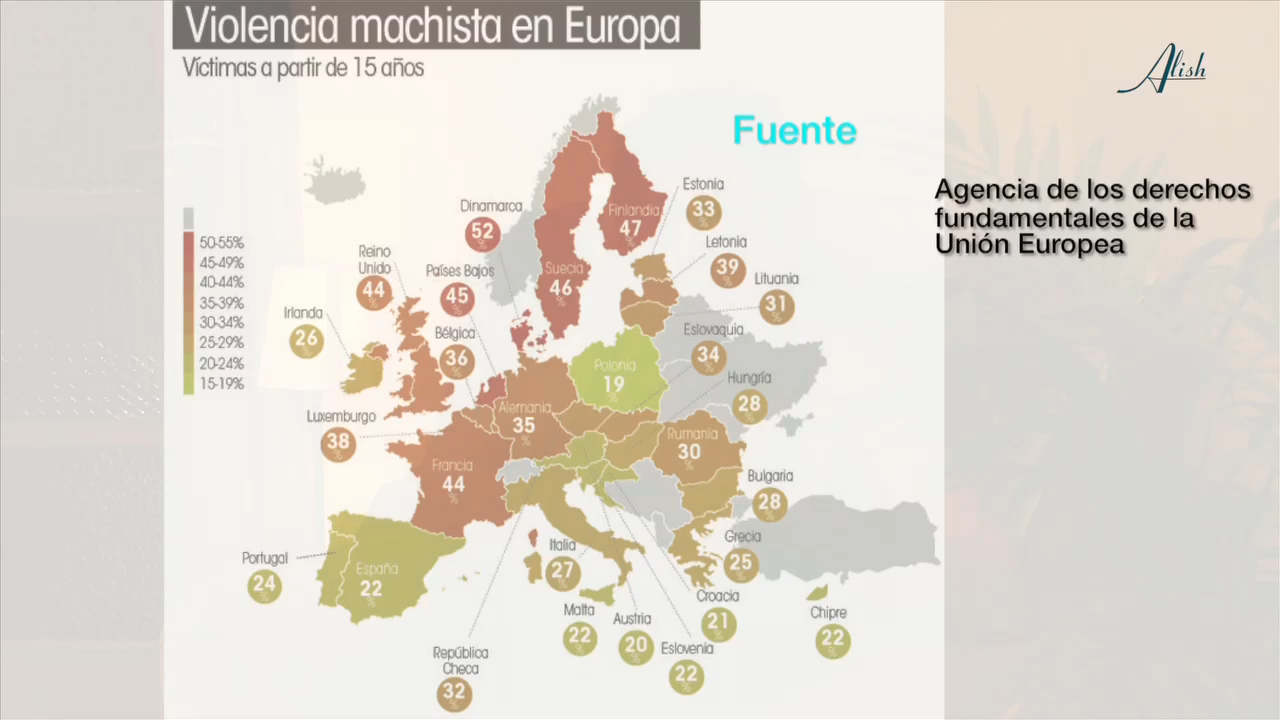 Violencia machista en Europa
Víctimas a partir de 15 años
Alish
Fuente
Agencia de los derechos
fundamentales de la
Unión Europea
50-55%
45-49%
40-44%
35-39%
30-34%
25-29%
20-24%
15-19%
Estonia
33
%
Dinamarca
52
%
Finlandia
47
%
Letonia
39
%
Reino
Unido
44
%
Países Bajos
45
%
Suecia
46
%
Lituania
31
%
Irlanda
26
%
Bélgica
36
%
Eslovaquia
34
%
Polonia
19
%
Hungría
28
%
Luxemburgo
38
%
Alemania
35
%
Rumanía
30
%
Francia
44
%
Bulgaria
28
%
Grecia
25
%
Portugal
24
%
España
22
%
Italia
27
%
Croacia
21
%
Malta
22
%
Austria
20
%
Eslovenia
22
%
Chipre
22
%
República
Checa
32
%